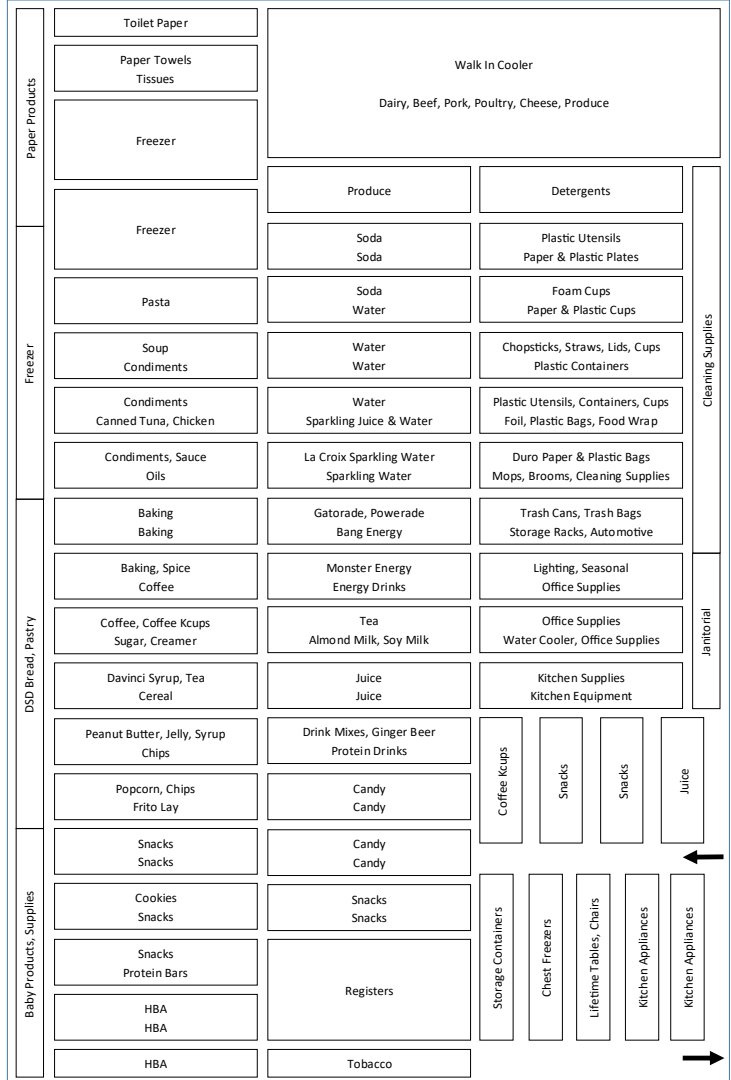 Paper Products
Freezer
DSD Bread, Pastry
Baby Products, Supplies
Toilet Paper
Paper Towels
Tissues
Freezer
Freezer
Pasta
Soup
Condiments
Condiments
Canned Tuna, Chicken
Condiments, Sauce
Oils
Baking
Baking
Baking, Spice
Coffee
Coffee, Coffee Kcups
Sugar, Creamer
Davinci Syrup, Tea
Cereal
Peanut Butter, Jelly, Syrup
Chips
Popcorn, Chips
Frito Lay
Snacks
Snacks
Cookies
Snacks
Snacks
Protein Bars
HBA
HBA
HBA
Walk In Cooler
Dairy, Beef, Pork, Poultry, Cheese, Produce
Produce
Soda
Soda
Soda
Water
Water
Water
Water
Sparkling Juice & Water
La Croix Sparkling Water
Sparkling Water
Gatorade, Powerade
Bang Energy
Monster Energy
Energy Drinks
Tea
Almond Milk, Soy Milk
Juice
Juice
Drink Mixes, Ginger Beer
Protein Drinks
Candy
Candy
Candy
Candy
Snacks
Snacks
Registers
Tobacco
Detergents
Plastic Utensils
Paper & Plastic Plates
Foam Cups
Paper & Plastic Cups
Chopsticks, Straws, Lids, Cups
Plastic Containers
Plastic Utensils, Containers, Cups
Foil, Plastic Bags, Food Wrap
Duro Paper & Plastic Bags
Mops, Brooms, Cleaning Supplies
Trash Cans, Trash Bags
Storage Racks, Automotive
Lighting, Seasonal
Office Supplies
Office Supplies
Water Cooler, Office Supplies
Kitchen Supplies
Kitchen Equipment
Cleaning Supplies
Janitorial
Coffee Kcups
Snacks
Snacks
Juice
Storage Containers
Chest Freezers
Lifetime Tables, Chairs
Kitchen Appliances
Kitchen Appliances